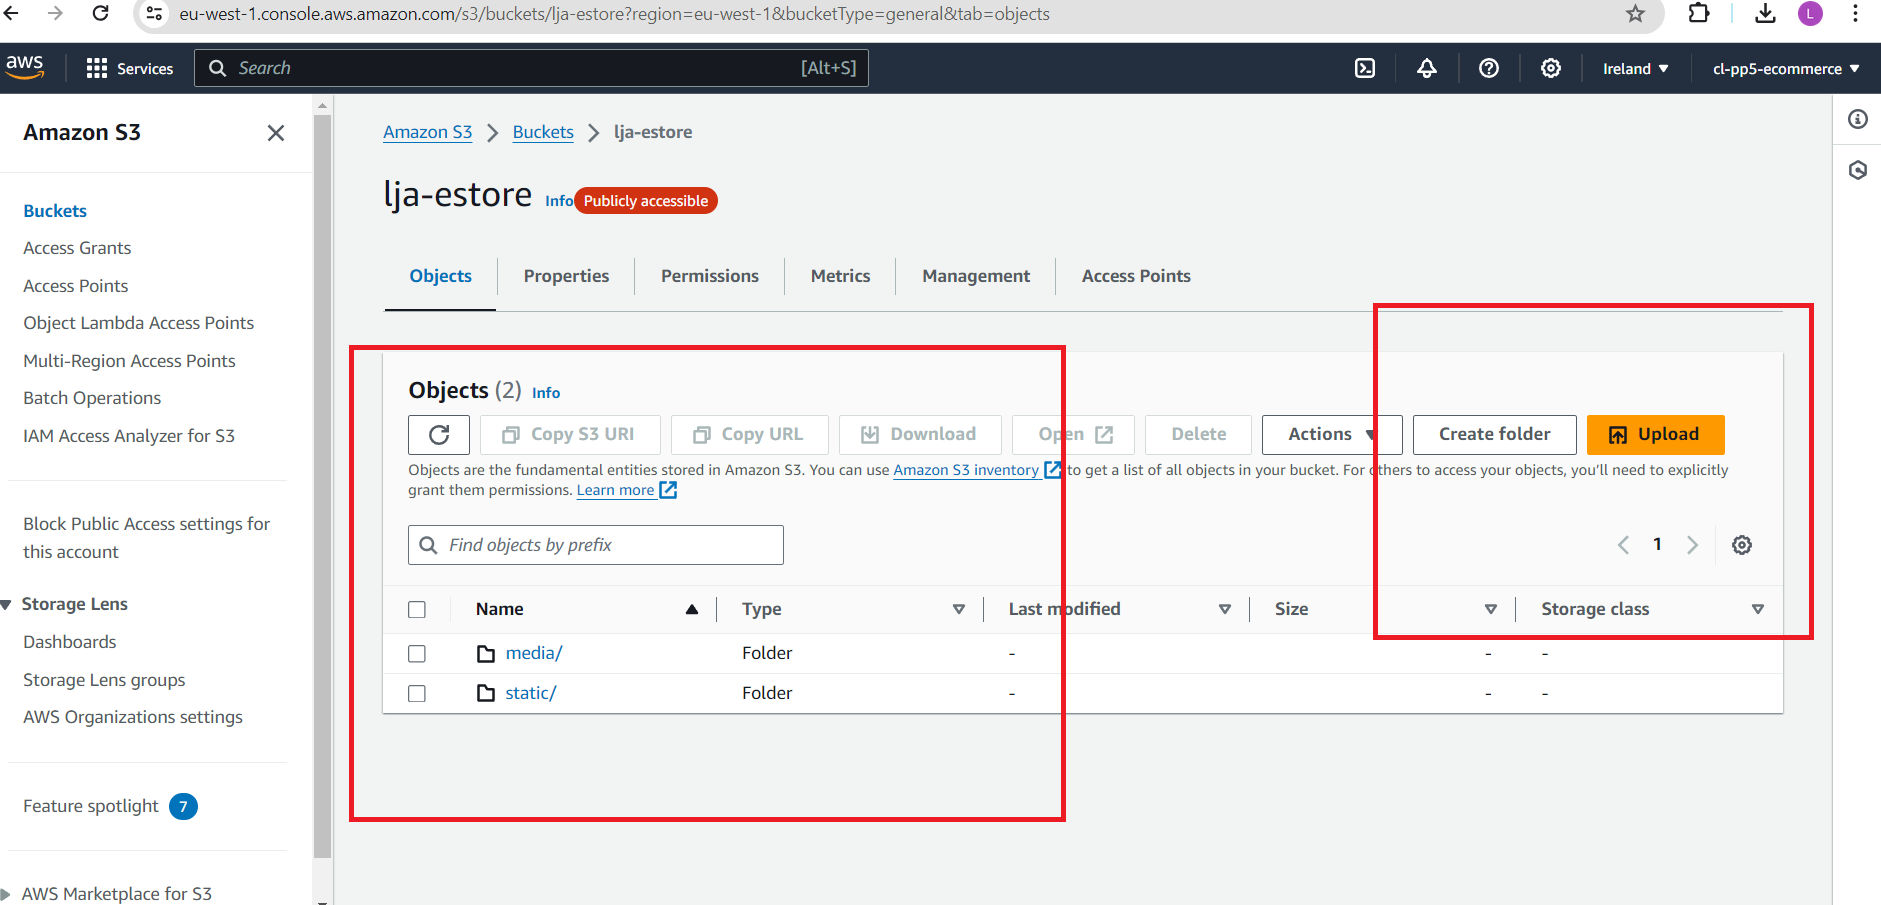 eu-west-1.console.aws.amazon.com/s3/buckets/lja-estore?region=eu-west-1&bucketType=general&tab=objects
L
aws
Services
Search
[Alt+S]
Ireland
cl-pp5-ecommerce
Amazon S3
Buckets
Access Grants
Access Points
Object Lambda Access Points
Multi-Region Access Points
Batch Operations
IAM Access Analyzer for S3
Block Public Access settings for
this account
Storage Lens
Dashboards
Storage Lens groups
AWS Organizations settings
Feature spotlight 7
AWS Marketplace for S3
Amazon S3 > Buckets > lja-estore
lja-estore Info Publicly accessible
Objects Properties Permissions Metrics Management Access Points
Objects (2) Info
Copy S3 URI Copy URL Download Open Delete Actions Create folder Upload
Objects are the fundamental entities stored in Amazon S3. You can use Amazon S3 inventory to get a list of all objects in your bucket. For others to access your objects, you'll need to explicitly
grant them permissions. Learn more
Find objects by prefix
1
Name Type Last modified Size Storage class
media/ Folder - - -
static/ Folder - - -